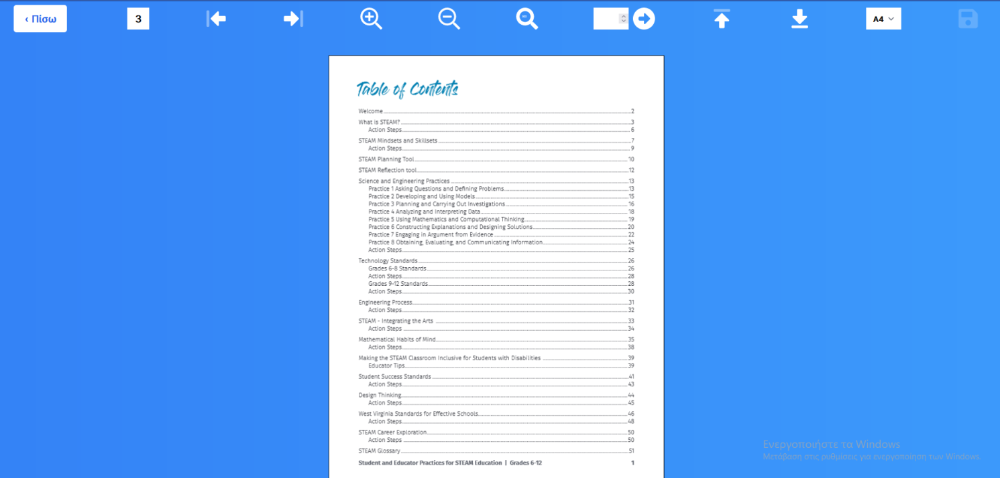 ‹ Πίσω
3
A4
Table of Contents
Welcome 2
What is STEAM? 3
Action Steps 6
STEAM Mindsets and Skillsets 7
Action Steps 9
STEAM Planning Tool 10
STEAM Reflection tool 12
Science and Engineering Practices 13
Practice 1 Asking Questions and Defining Problems 13
Practice 2 Developing and Using Models 15
Practice 3 Planning and Carrying Out Investigations 16
Practice 4 Analyzing and Interpreting Data 18
Practice 5 Using Mathematics and Computational Thinking 19
Practice 6 Constructing Explanations and Designing Solutions 20
Practice 7 Engaging in Argument from Evidence 22
Practice 8 Obtaining, Evaluating, and Communicating Information 24
Action Steps 25
Technology Standards 26
Grades 6-8 Standards 26
Action Steps 28
Grades 9-12 Standards 28
Action Steps 30
Engineering Process 31
Action Steps 32
STEAM - Integrating the Arts 33
Action Steps 34
Mathematical Habits of Mind 35
Action Steps 38
Making the STEAM Classroom Inclusive for Students with Disabilities 39
Educator Tips 39
Student Success Standards 41
Action Steps 43
Design Thinking 44
Action Steps 45
West Virginia Standards for Effective Schools 46
Action Steps 48
STEAM Career Exploration 50
Action Steps 50
STEAM Glossary 51
Student and Educator Practices for STEAM Education | Grades 6-12 1
Ενεργοποιήστε τα Windows
Μετάβαση στις ρυθμίσεις για ενεργοποίηση των Windows.